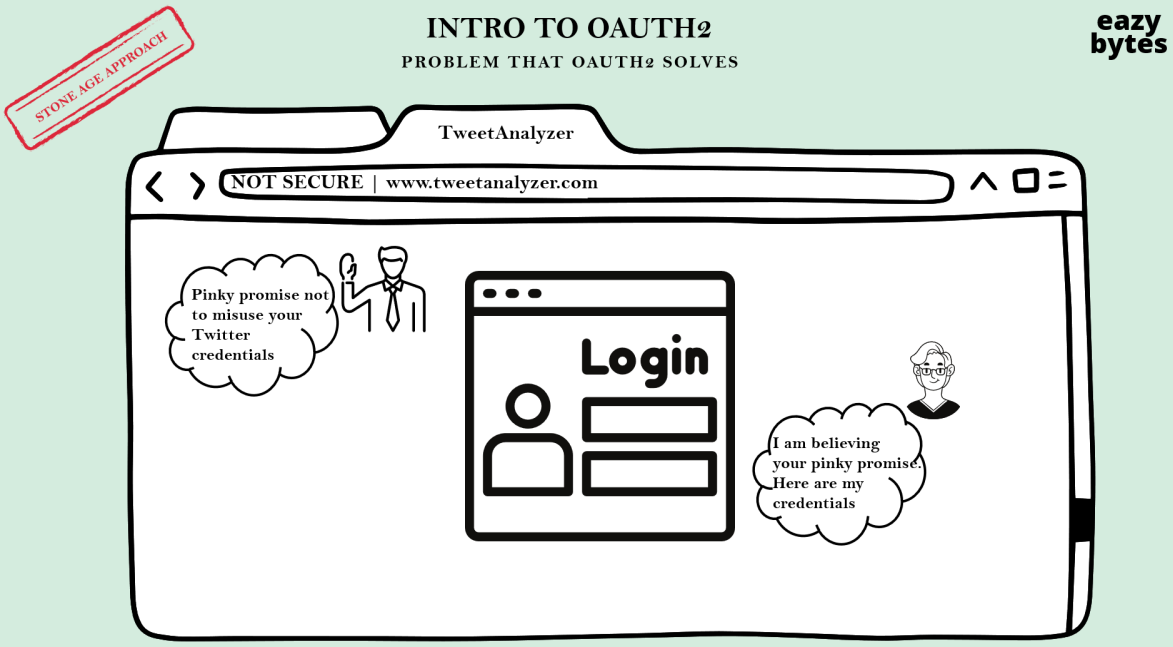 INTRO TO OAUTH2
PROBLEM THAT OAUTH2 SOLVES
eazy
bytes
STONE AGE APPROACH
TweetAnalyzer
NOT SECURE | www.tweetanalyzer.com
Pinky promise not
to misuse your
Twitter
credentials
Login
I am believing
your pinky promise.
Here are my
credentials